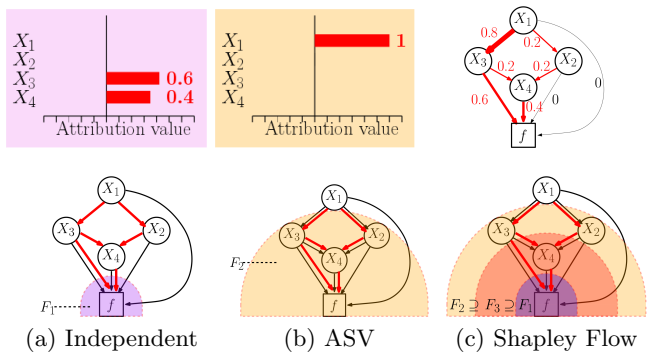 X₁
X₂
X₃ 0.6
X₄ 0.4
Attribution value
X₁ 1
X₂
X₃
X₄
Attribution value
X₁
0.8
0.2
X₃
X₂
0.2
0.2
0
X₄
0.6
0.4
0
f
X₁
X₃
X₂
X₄
F₁
f
X₁
X₃
X₂
X₄
F₂
f
X₁
X₃
X₂
X₄
F₂ ⊇ F₃ ⊇ F₁
f
(a) Independent
(b) ASV
(c) Shapley Flow